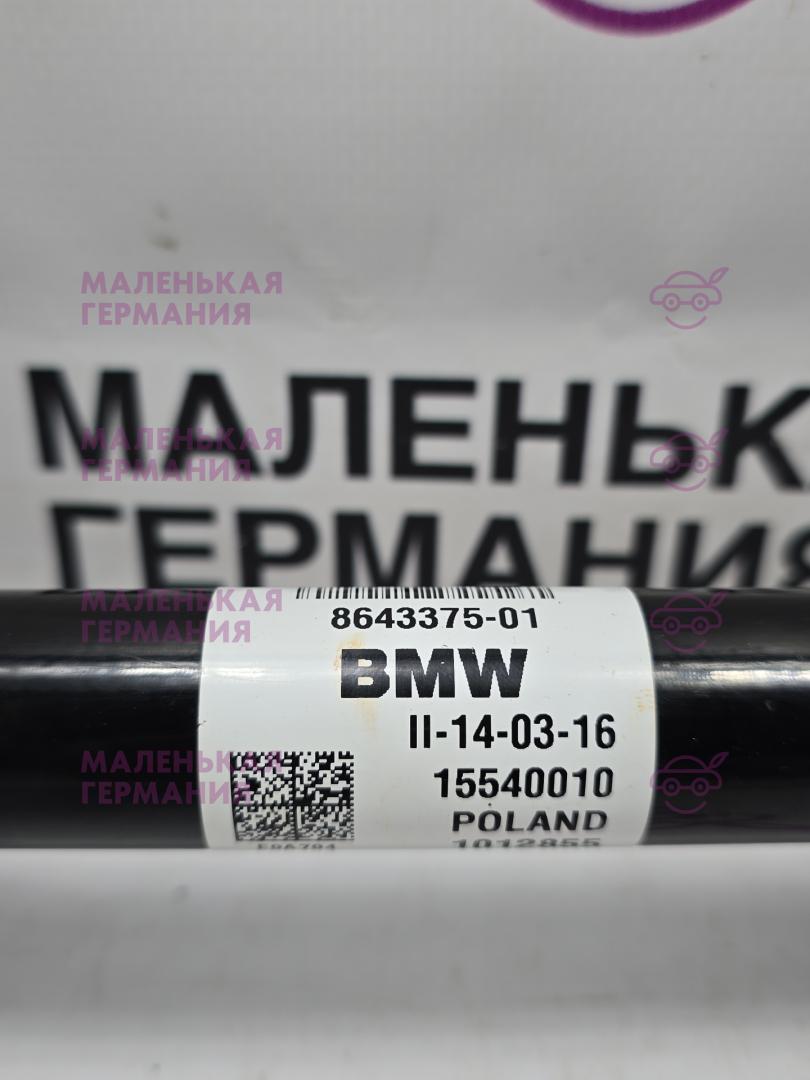 МАЛЕНЬКАЯ
ГЕРМАНИЯ
МАЛЕНЬК
ГЕРМАНИЯ
МАЛЕНЬКАЯ
ГЕРМАНИЯ
МАЛЕНЬКАЯ
ГЕРМАНИЯ
8643375-01
BMW
II-14-03-16
15540010
POLAND
1012855
МАЛЕНЬКАЯ
ГЕРМАНИЯ